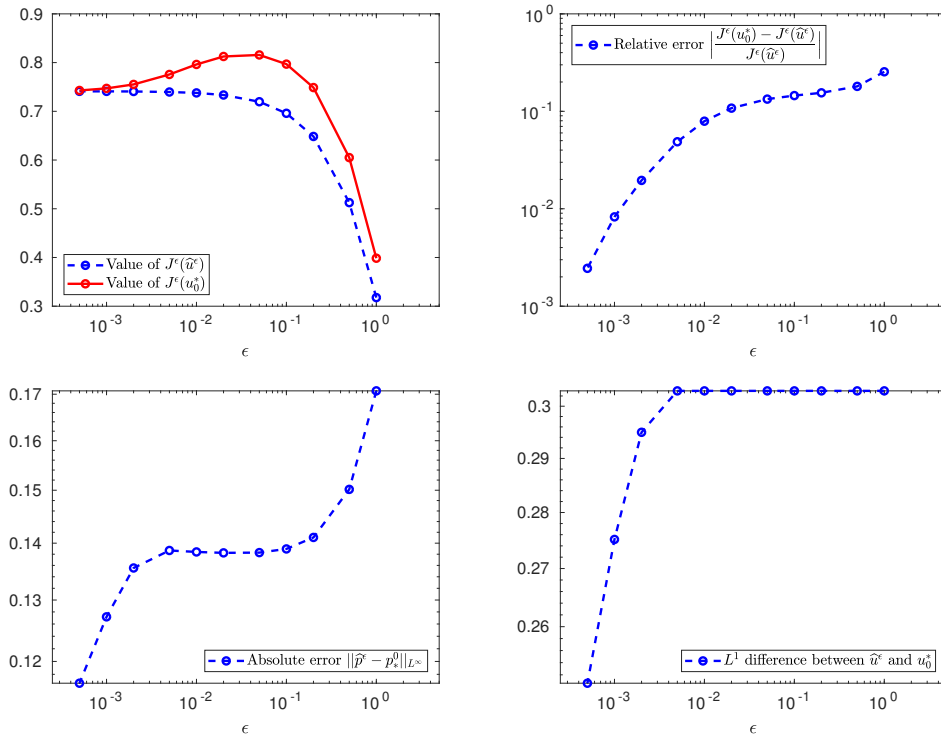 0.9
0.8
0.7
0.6
0.5
0.4
0.3
Value of J^ϵ(û^ϵ)
Value of J^ϵ(u_0^*)
10^-3 10^-2 10^-1 10^0
ϵ
10^0
10^-1
10^-2
10^-3
Relative error |J^ϵ(u_0^*) − J^ϵ(û^ϵ) / J^ϵ(û^ϵ)|
10^-3 10^-2 10^-1 10^0
ϵ
0.17
0.16
0.15
0.14
0.13
0.12
Absolute error ||p̂^ϵ − p_*^0||_L^∞
10^-3 10^-2 10^-1 10^0
ϵ
0.3
0.29
0.28
0.27
0.26
L^1 difference between û^ϵ and u_0^*
10^-3 10^-2 10^-1 10^0
ϵ